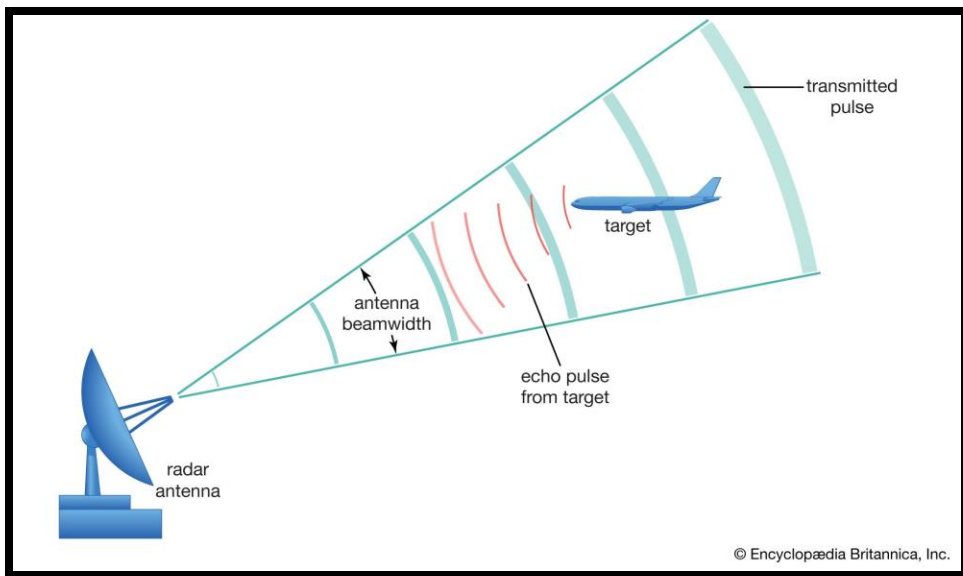 transmitted
pulse
target
antenna
beamwidth
echo pulse
from target
radar
antenna
© Encyclopædia Britannica, Inc.